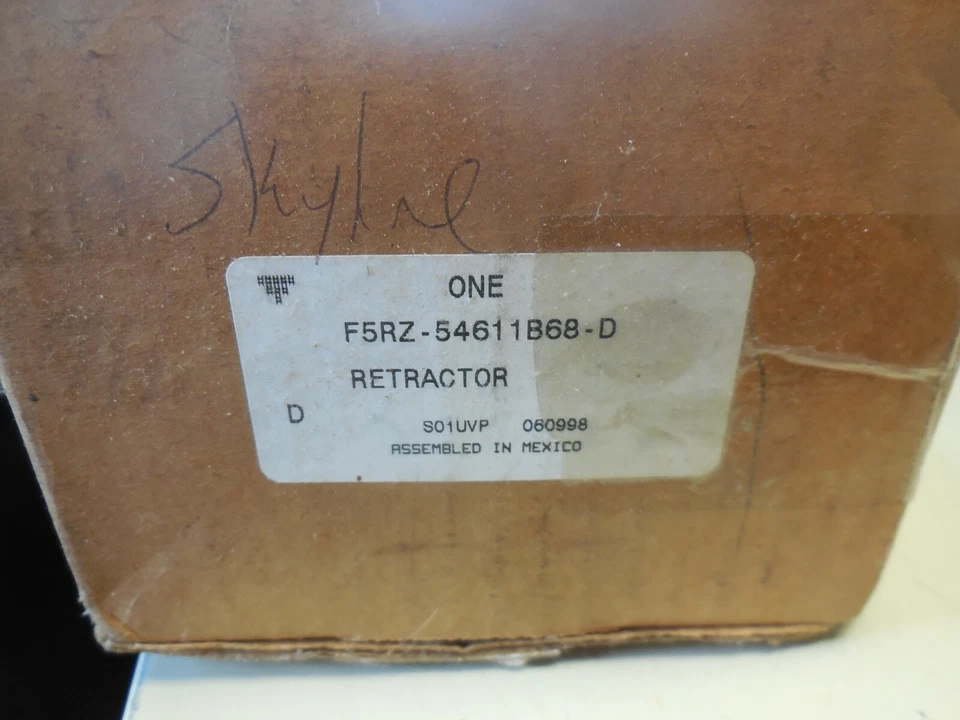 Skyline
ONE
F5RZ-54611B68-D
RETRACTOR
D
S01UVP 060998
ASSEMBLED IN MEXICO